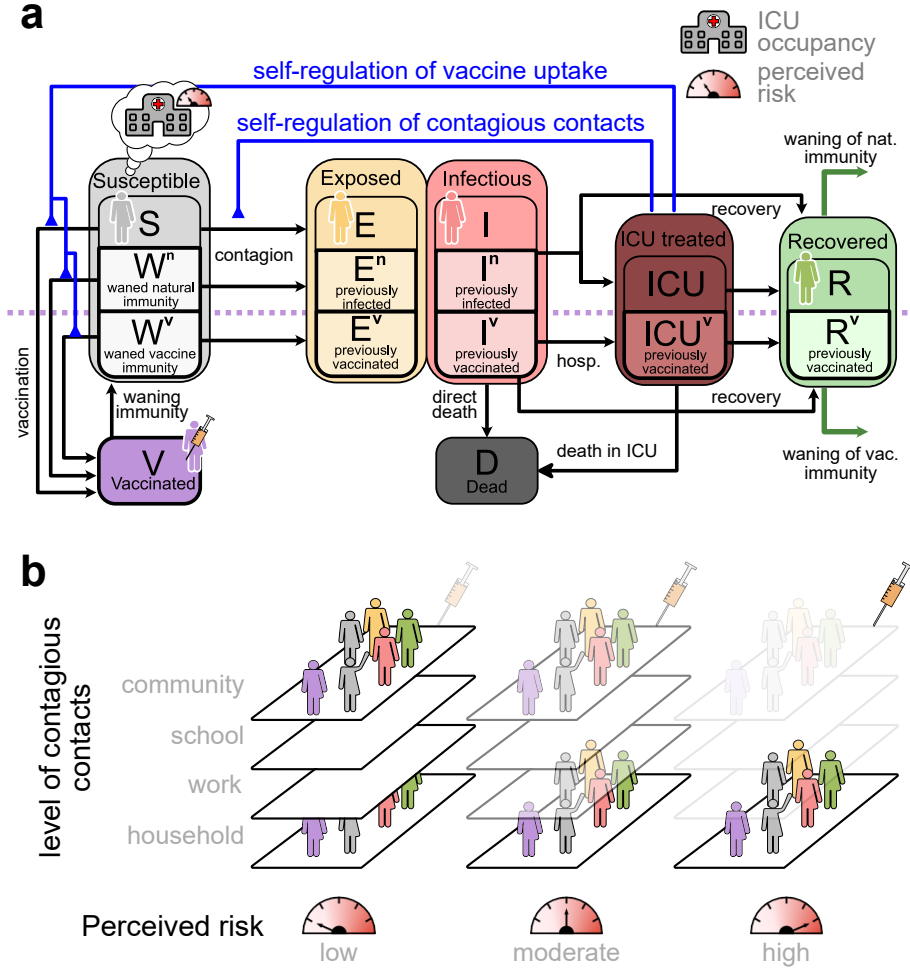 a
ICU
occupancy
perceived
risk
self-regulation of vaccine uptake
self-regulation of contagious contacts
waning of nat.
immunity
Susceptible
Exposed
Infectious
ICU treated
Recovered
recovery
S
E
I
ICU
R
contagion
Wⁿ
waned natural
immunity
Eⁿ
previously
infected
Iⁿ
previously
infected
Wᵛ
waned vaccine
immunity
Eᵛ
previously
vaccinated
Iᵛ
previously
vaccinated
ICUᵛ
previously
vaccinated
Rᵛ
previously
vaccinated
hosp.
vaccination
waning
immunity
direct
death
recovery
V
Vaccinated
D
Dead
death in ICU
waning of vac.
immunity
b
level of contagious
contacts
community
school
work
household
Perceived risk
low
moderate
high